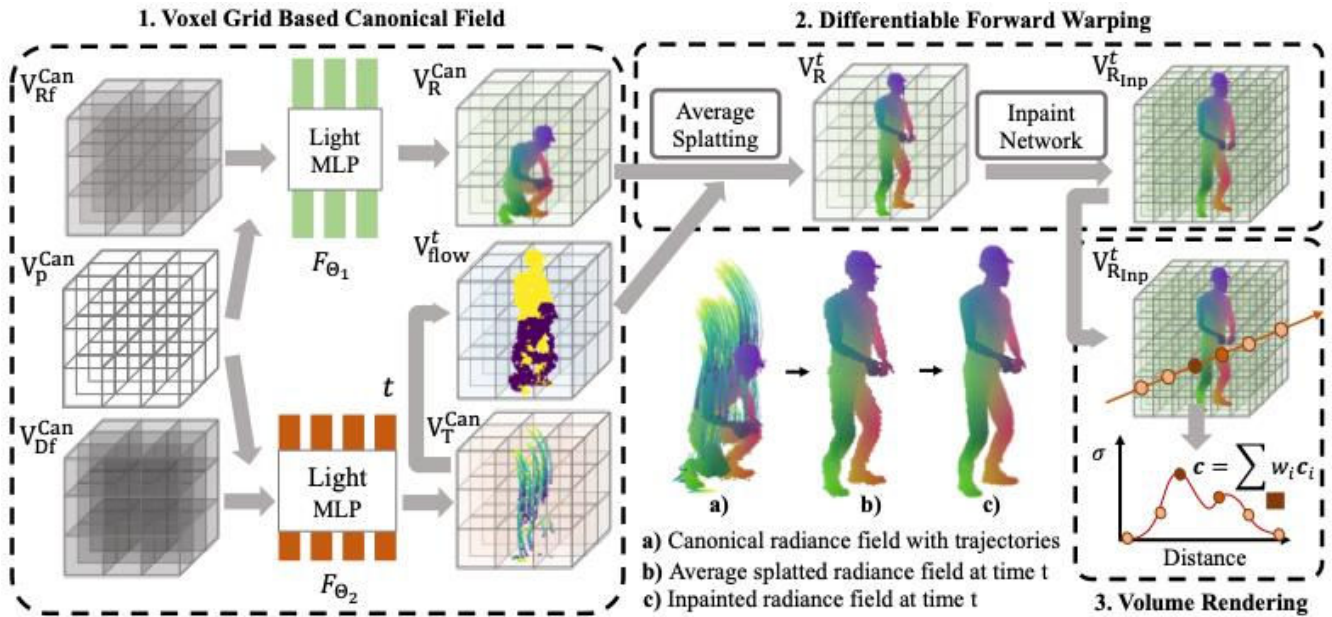 1. Voxel Grid Based Canonical Field
2. Differentiable Forward Warping
V_Rf^Can
Light
MLP
F_Θ1
V_R^Can
V_p^Can
V_flow^t
t
V_Df^Can
Light
MLP
F_Θ2
V_T^Can
Average
Splatting
V_R^t
Inpaint
Network
V_RInp^t
V_RInp^t
a)
b)
c)
a) Canonical radiance field with trajectories
b) Average splatted radiance field at time t
c) Inpainted radiance field at time t
σ
c = ∑ w_i c_i
Distance
3. Volume Rendering